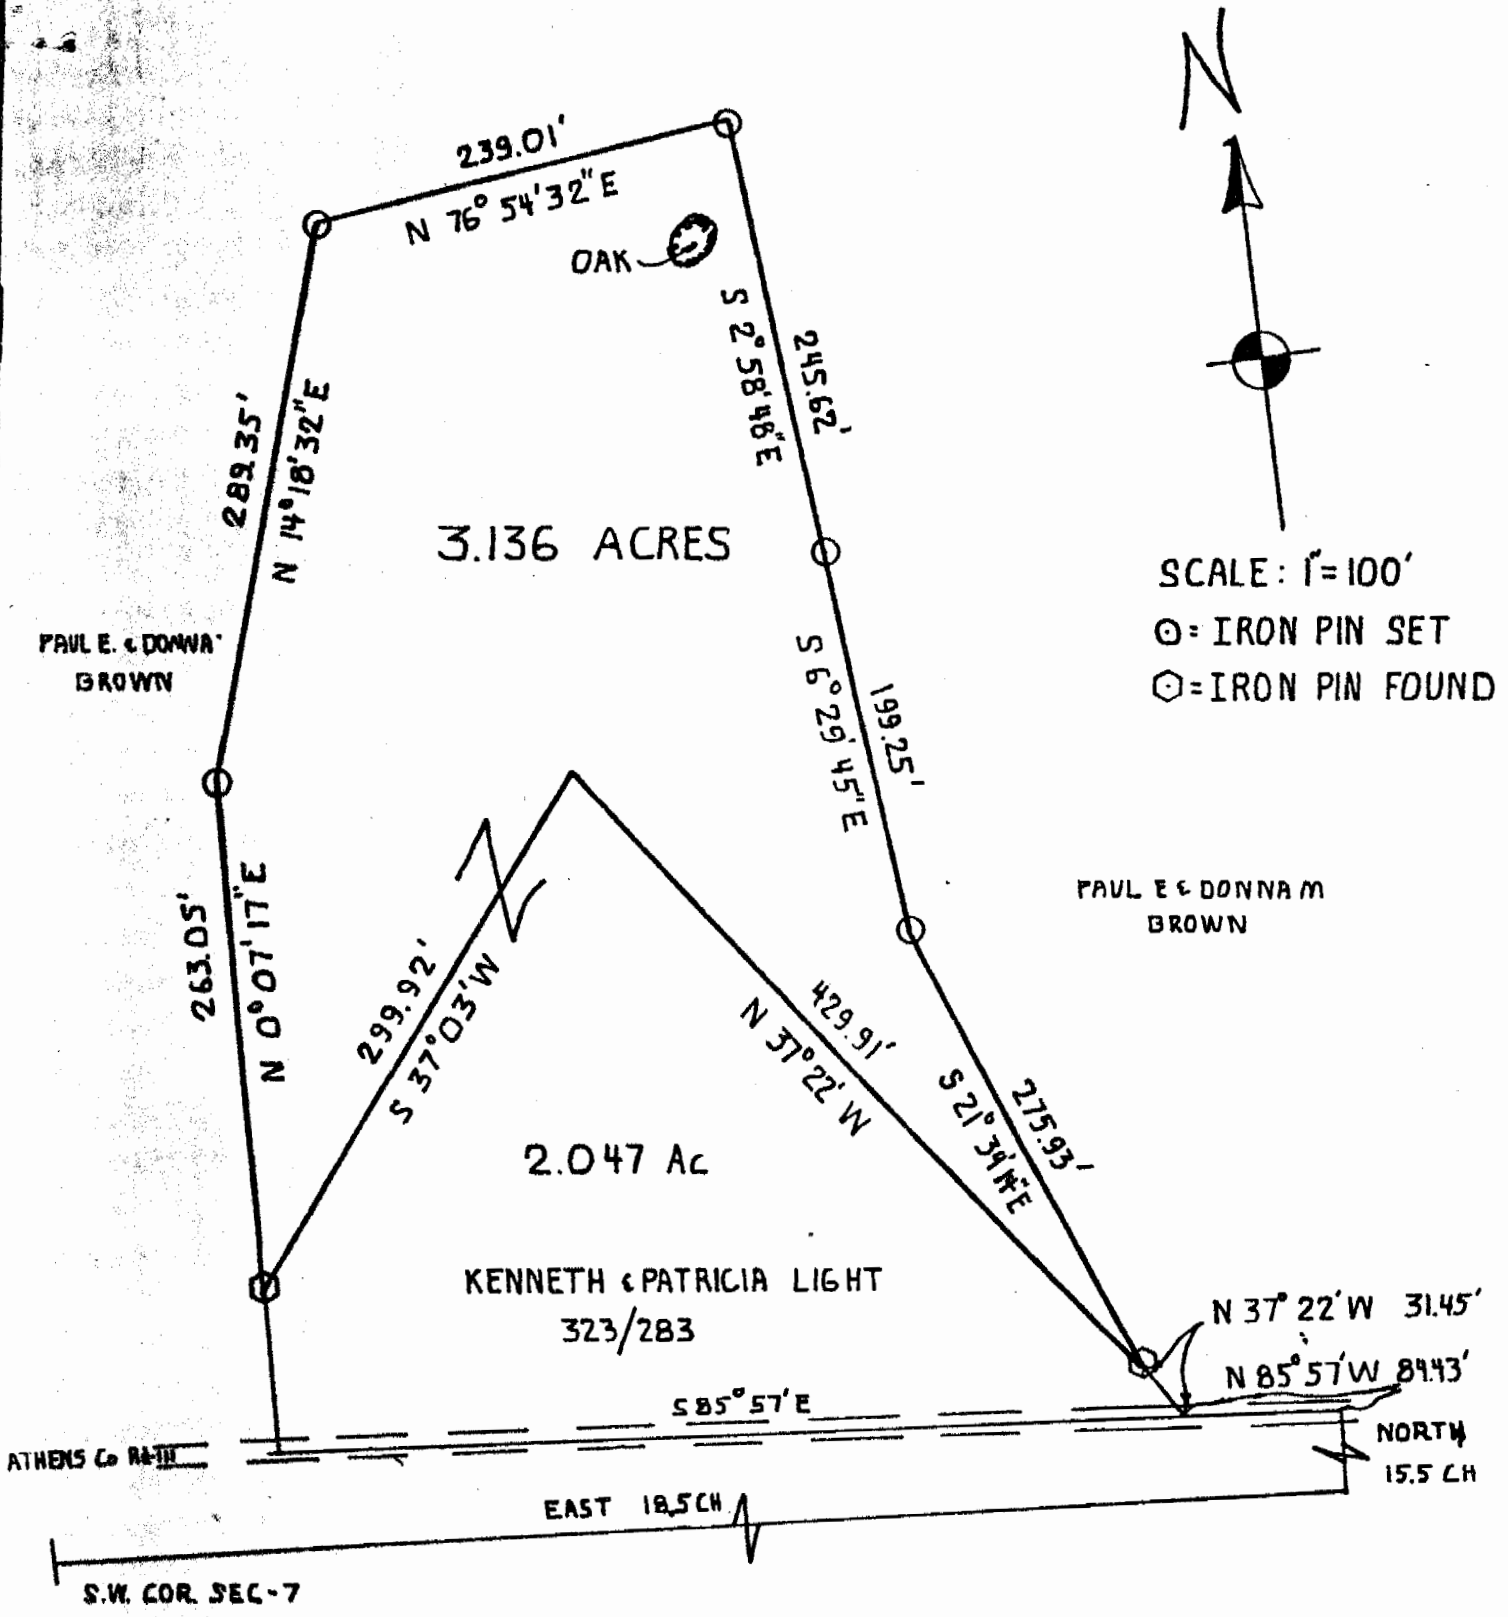 N
239.01'
N 76° 54' 32" E
OAK
S 2° 58' 48" E
245.62'
289.35'
N 14° 18' 32" E
3.136 ACRES
SCALE: 1" = 100'
⊙ = IRON PIN SET
= IRON PIN FOUND
PAUL E. & DONNA
BROWN
S 6° 29' 45" E
199.25'
PAUL E & DONNA M
BROWN
263.05'
N 0° 07' 17" E
299.92'
S 37° 03' W
429.91'
N 37° 22' W
275.93'
S 21° 39' 14" E
2.047 Ac
KENNETH & PATRICIA LIGHT
323/283
N 37° 22' W 31.45'
N 85° 57' W
S 85° 57' E
ATHENS Co
NORTH
15.5 CH
EAST 18.5 CH
S.W. COR. SEC-7